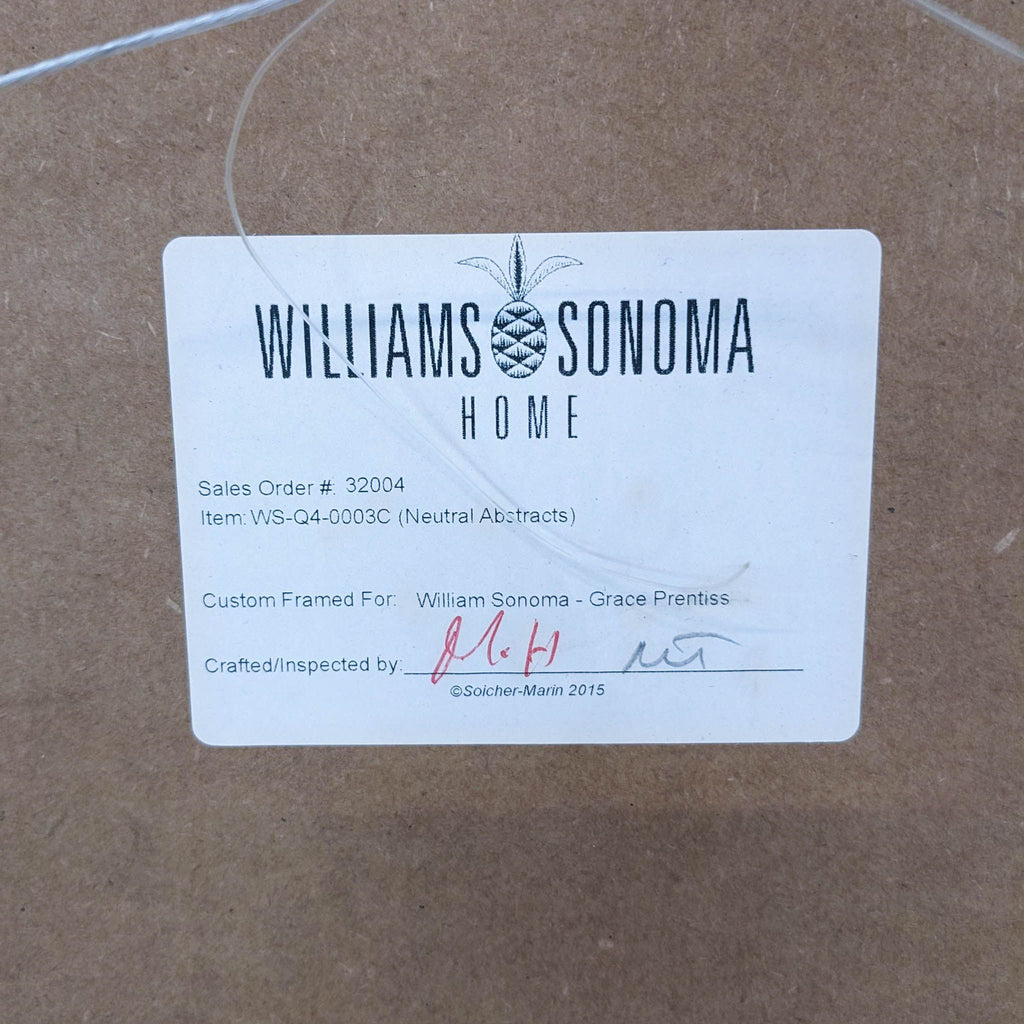 WILLIAMS SONOMA
HOME
Sales Order #: 32004
Item: WS-Q4-0003C (Neutral Abstracts)
Custom Framed For: William Sonoma - Grace Prentiss
Crafted/Inspected by:
©Soicher-Marin 2015